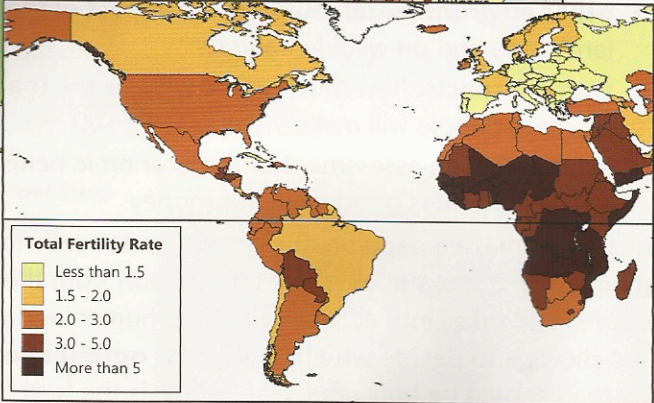 Total Fertility Rate
Less than 1.5
1.5 - 2.0
2.0 - 3.0
3.0 - 5.0
More than 5